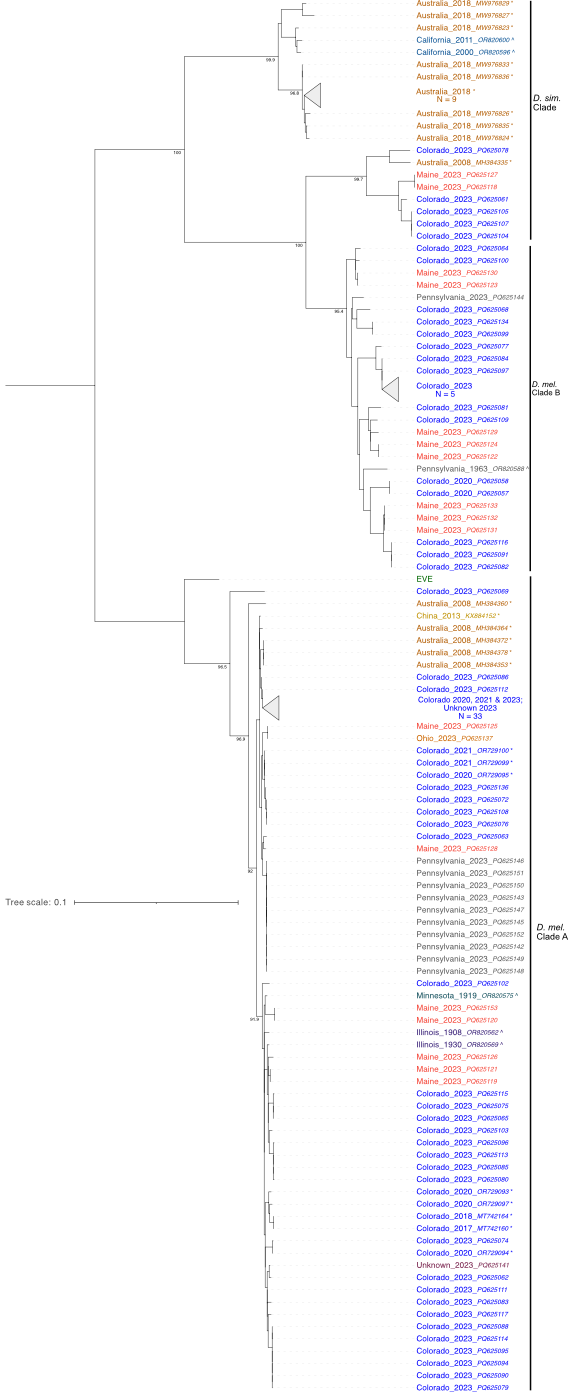 Australia_2018_MW976829 *
Australia_2018_MW976827 *
Australia_2018_MW976823 *
California_2011_OR820600 ^
California_2000_OR820596 ^
99.9
Australia_2018_MW976833 *
Australia_2018_MW976836 *
96.8
Australia_2018 *
N = 9
D. sim.
Clade
Australia_2018_MW976826 *
Australia_2018_MW976835 *
Australia_2018_MW976824 *
100
Colorado_2023_PQ625078
Australia_2008_MH384335 *
Maine_2023_PQ625127
99.7
Maine_2023_PQ625118
Colorado_2023_PQ625061
Colorado_2023_PQ625105
Colorado_2023_PQ625107
Colorado_2023_PQ625104
100
Colorado_2023_PQ625064
Colorado_2023_PQ625100
Maine_2023_PQ625130
Maine_2023_PQ625123
Pennsylvania_2023_PQ625144
95.4
Colorado_2023_PQ625068
Colorado_2023_PQ625134
Colorado_2023_PQ625099
Colorado_2023_PQ625077
Colorado_2023_PQ625084
Colorado_2023_PQ625097
Colorado_2023
N = 5
D. mel.
Clade B
Colorado_2023_PQ625081
Colorado_2023_PQ625109
Maine_2023_PQ625129
Maine_2023_PQ625124
Maine_2023_PQ625122
Pennsylvania_1963_OR820588 ^
Colorado_2020_PQ625058
Colorado_2020_PQ625057
Maine_2023_PQ625133
Maine_2023_PQ625132
Maine_2023_PQ625131
Colorado_2023_PQ625116
Colorado_2023_PQ625091
Colorado_2023_PQ625082
EVE
Colorado_2023_PQ625069
Australia_2008_MH384360 *
China_2013_KX884152 *
Australia_2008_MH384364 *
Australia_2008_MH384372 *
Australia_2008_MH384378 *
96.5
Australia_2008_MH384353 *
Colorado_2023_PQ625086
Colorado_2023_PQ625112
Colorado 2020, 2021 & 2023;
Unknown 2023
N = 33
Maine_2023_PQ625125
96.9
Ohio_2023_PQ625137
Colorado_2021_OR729100 *
Colorado_2021_OR729099 *
Colorado_2020_OR729095 *
Colorado_2023_PQ625136
Colorado_2023_PQ625072
Colorado_2023_PQ625108
Colorado_2023_PQ625076
Colorado_2023_PQ625063
Maine_2023_PQ625128
Pennsylvania_2023_PQ625146
92
Pennsylvania_2023_PQ625151
Pennsylvania_2023_PQ625150
Pennsylvania_2023_PQ625143
Tree scale: 0.1
Pennsylvania_2023_PQ625147
Pennsylvania_2023_PQ625145
Pennsylvania_2023_PQ625152
D. mel.
Clade A
Pennsylvania_2023_PQ625142
Pennsylvania_2023_PQ625149
Pennsylvania_2023_PQ625148
Colorado_2023_PQ625102
Minnesota_1919_OR820575 ^
Maine_2023_PQ625153
91.9
Maine_2023_PQ625120
Illinois_1908_OR820562 ^
Illinois_1930_OR820569 ^
Maine_2023_PQ625126
Maine_2023_PQ625121
Maine_2023_PQ625119
Colorado_2023_PQ625115
Colorado_2023_PQ625075
Colorado_2023_PQ625065
Colorado_2023_PQ625103
Colorado_2023_PQ625096
Colorado_2023_PQ625113
Colorado_2023_PQ625085
Colorado_2023_PQ625080
Colorado_2020_OR729093 *
Colorado_2020_OR729097 *
Colorado_2018_MT742164 *
Colorado_2017_MT742160 *
Colorado_2023_PQ625074
Colorado_2020_OR729094 *
Unknown_2023_PQ625141
Colorado_2023_PQ625062
Colorado_2023_PQ625111
Colorado_2023_PQ625083
Colorado_2023_PQ625117
Colorado_2023_PQ625088
Colorado_2023_PQ625114
Colorado_2023_PQ625095
Colorado_2023_PQ625094
Colorado_2023_PQ625090
Colorado_2023_PQ625079